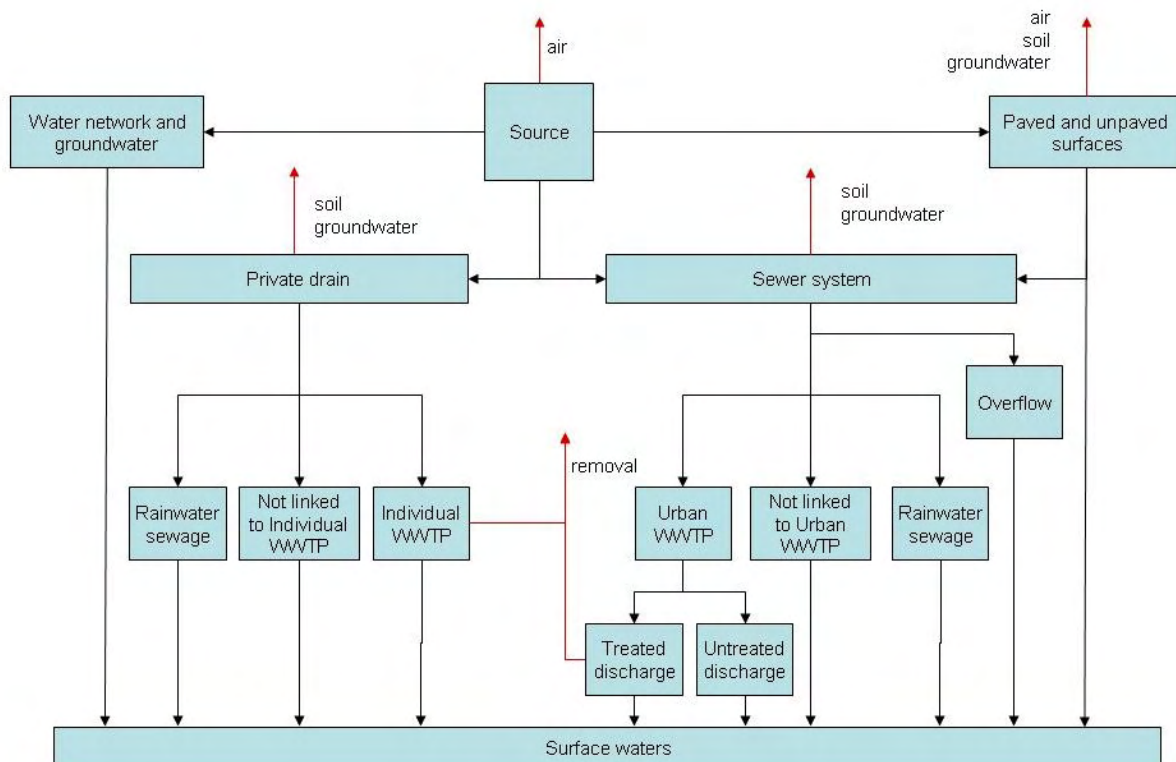 air
air
soil
groundwater
Water network and
groundwater
Source
Paved and unpaved
surfaces
soil
groundwater
soil
groundwater
Private drain
Sewer system
Overflow
removal
Rainwater
sewage
Not linked
to Individual
WWTP
Individual
WWTP
Urban
WWTP
Not linked
to Urban
WWTP
Rainwater
sewage
Treated
discharge
Untreated
discharge
Surface waters